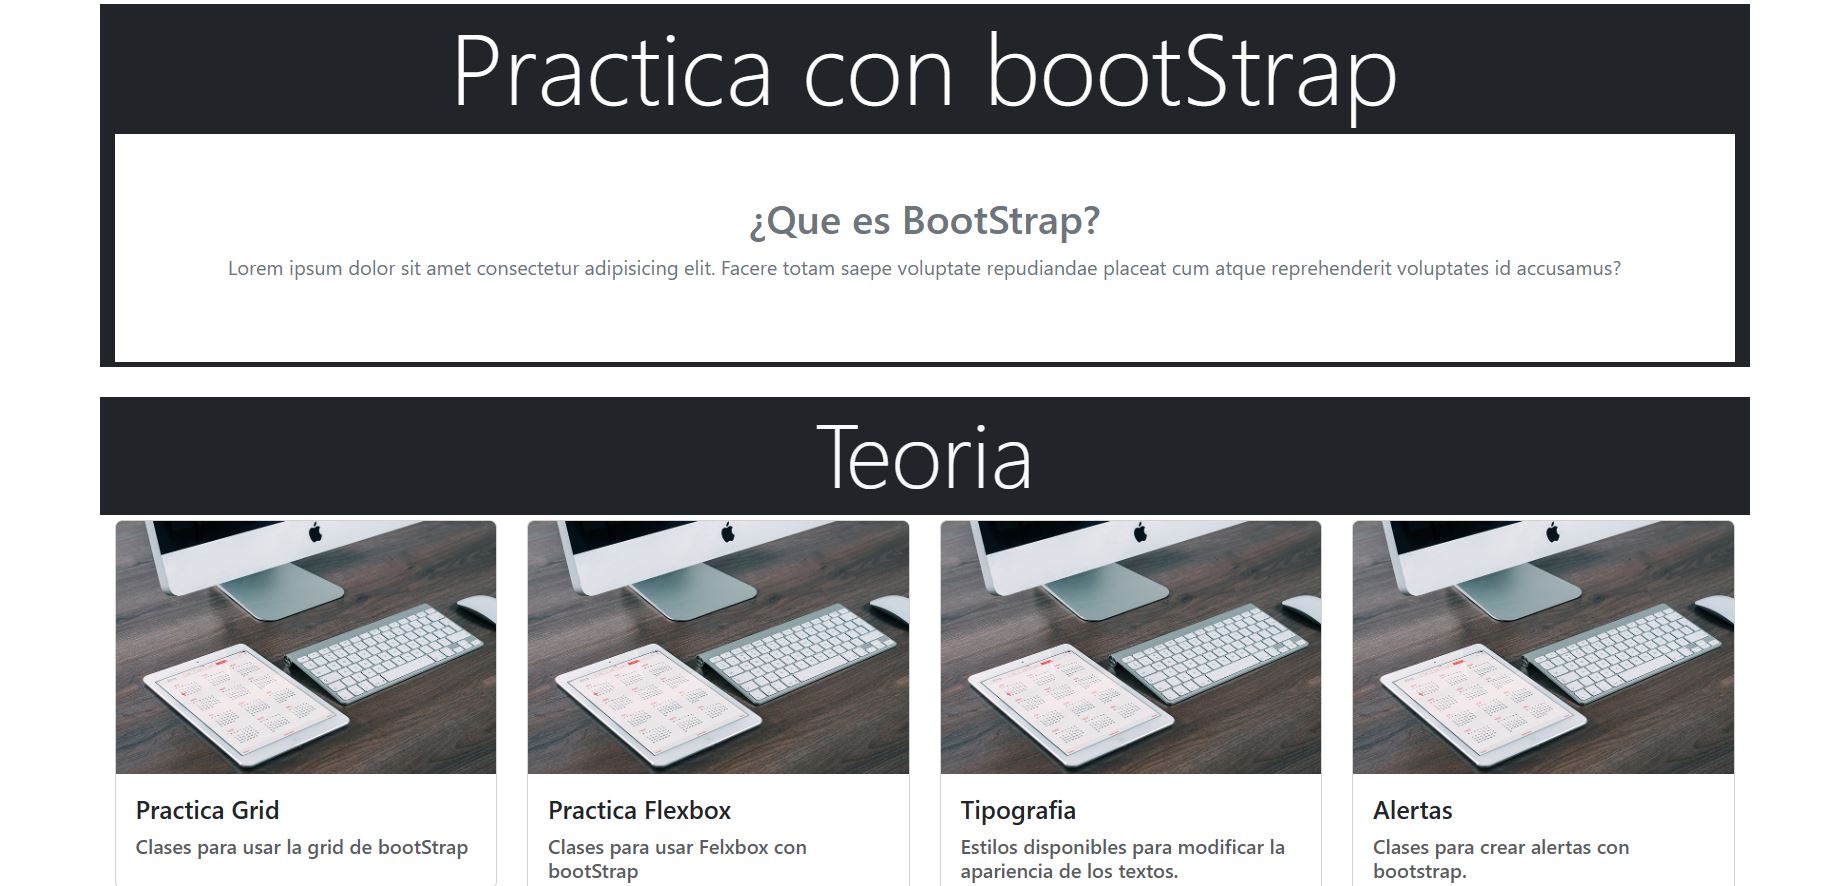 Practica con bootStrap
¿Que es BootStrap?
Lorem ipsum dolor sit amet consectetur adipisicing elit. Facere totam saepe voluptate repudiandae placeat cum atque reprehenderit voluptates id accusamus?
Teoria
Practica Grid
Clases para usar la grid de bootStrap
Practica Flexbox
Clases para usar Felxbox con
bootStrap
Tipografia
Estilos disponibles para modificar la
apariencia de los textos.
Alertas
Clases para crear alertas con
bootstrap.